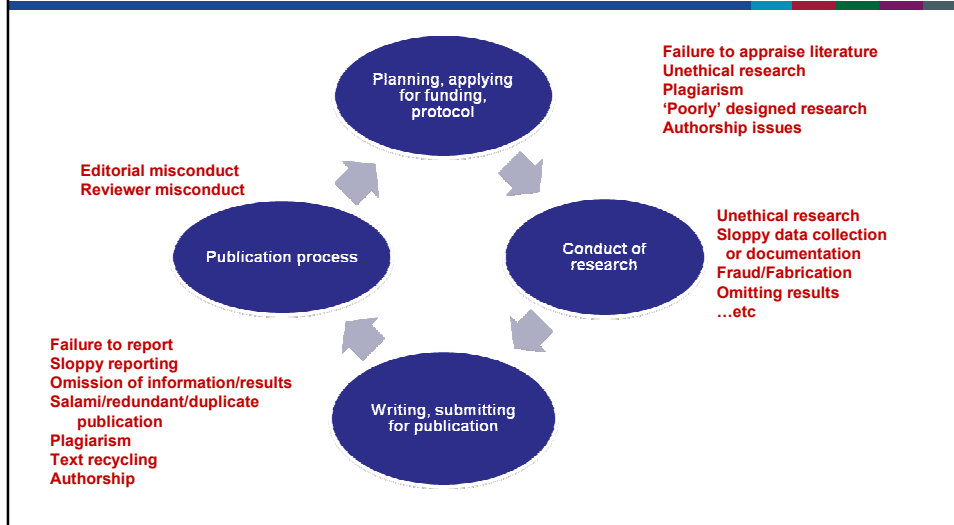 Planning, applying
for funding,
protocol
Failure to appraise literature
Unethical research
Plagiarism
‘Poorly’ designed research
Authorship issues
Editorial misconduct
Reviewer misconduct
Publication process
Conduct of
research
Unethical research
Sloppy data collection
or documentation
Fraud/Fabrication
Omitting results
…etc
Failure to report
Sloppy reporting
Omission of information/results
Salami/redundant/duplicate
publication
Plagiarism
Text recycling
Authorship
Writing, submitting
for publication